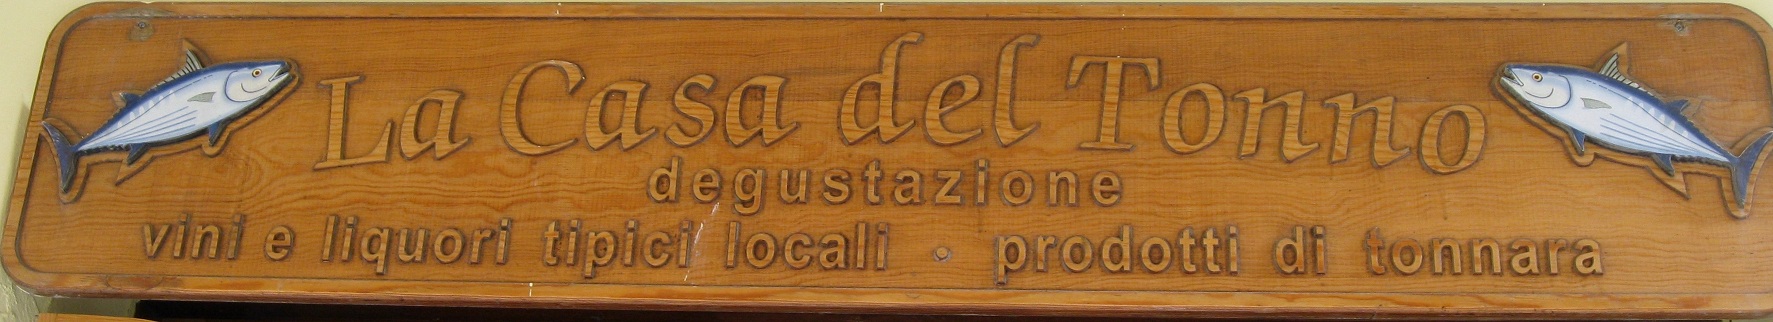 La Casa del Tonno
degustazione
vini e liquori tipici locali • prodotti di tonnara